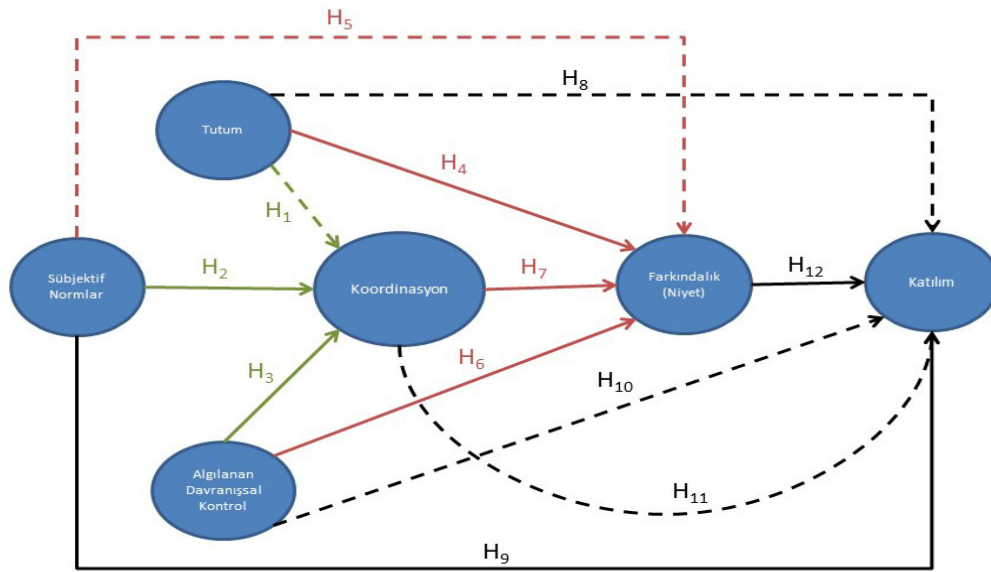 H5
H8
Tutum
H4
H1
H2
H7
H12
Sübjektif
Normlar
Koordinasyon
Farkındalık
(Niyet)
Katılım
H3
H6
H10
Algılanan
Davranışsal
Kontrol
H11
H9